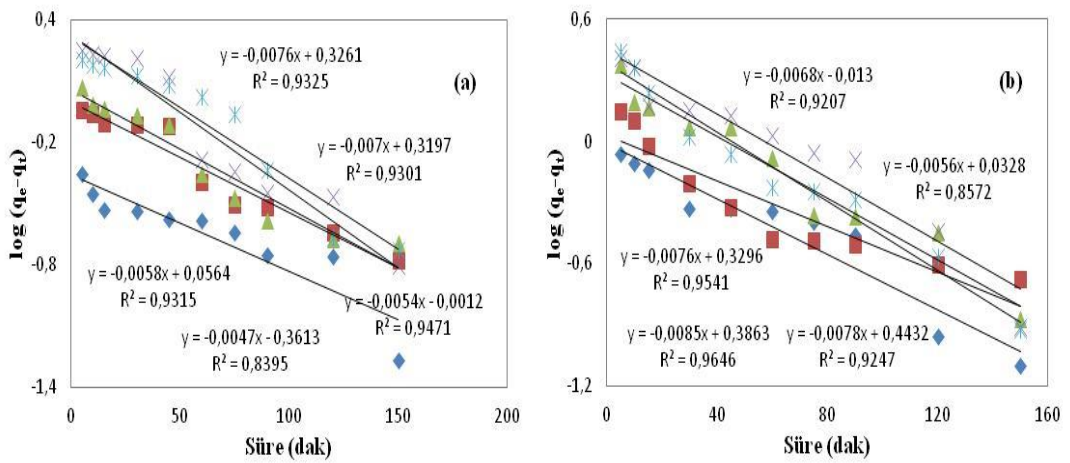 0,4
-0,2
-0,8
-1,4
0
50
100
150
200
log (qe-qt)
Süre (dak)
(a)
y = -0,0076x + 0,3261
R² = 0,9325
y = -0,007x + 0,3197
R² = 0,9301
y = -0,0058x + 0,0564
R² = 0,9315
y = -0,0054x - 0,0012
R² = 0,9471
y = -0,0047x - 0,3613
R² = 0,8395
0,6
0
-0,6
-1,2
0
40
80
120
160
log (qe-qt)
Süre (dak)
(b)
y = -0,0068x - 0,013
R² = 0,9207
y = -0,0056x + 0,0328
R² = 0,8572
y = -0,0076x + 0,3296
R² = 0,9541
y = -0,0085x + 0,3863
R² = 0,9646
y = -0,0078x + 0,4432
R² = 0,9247